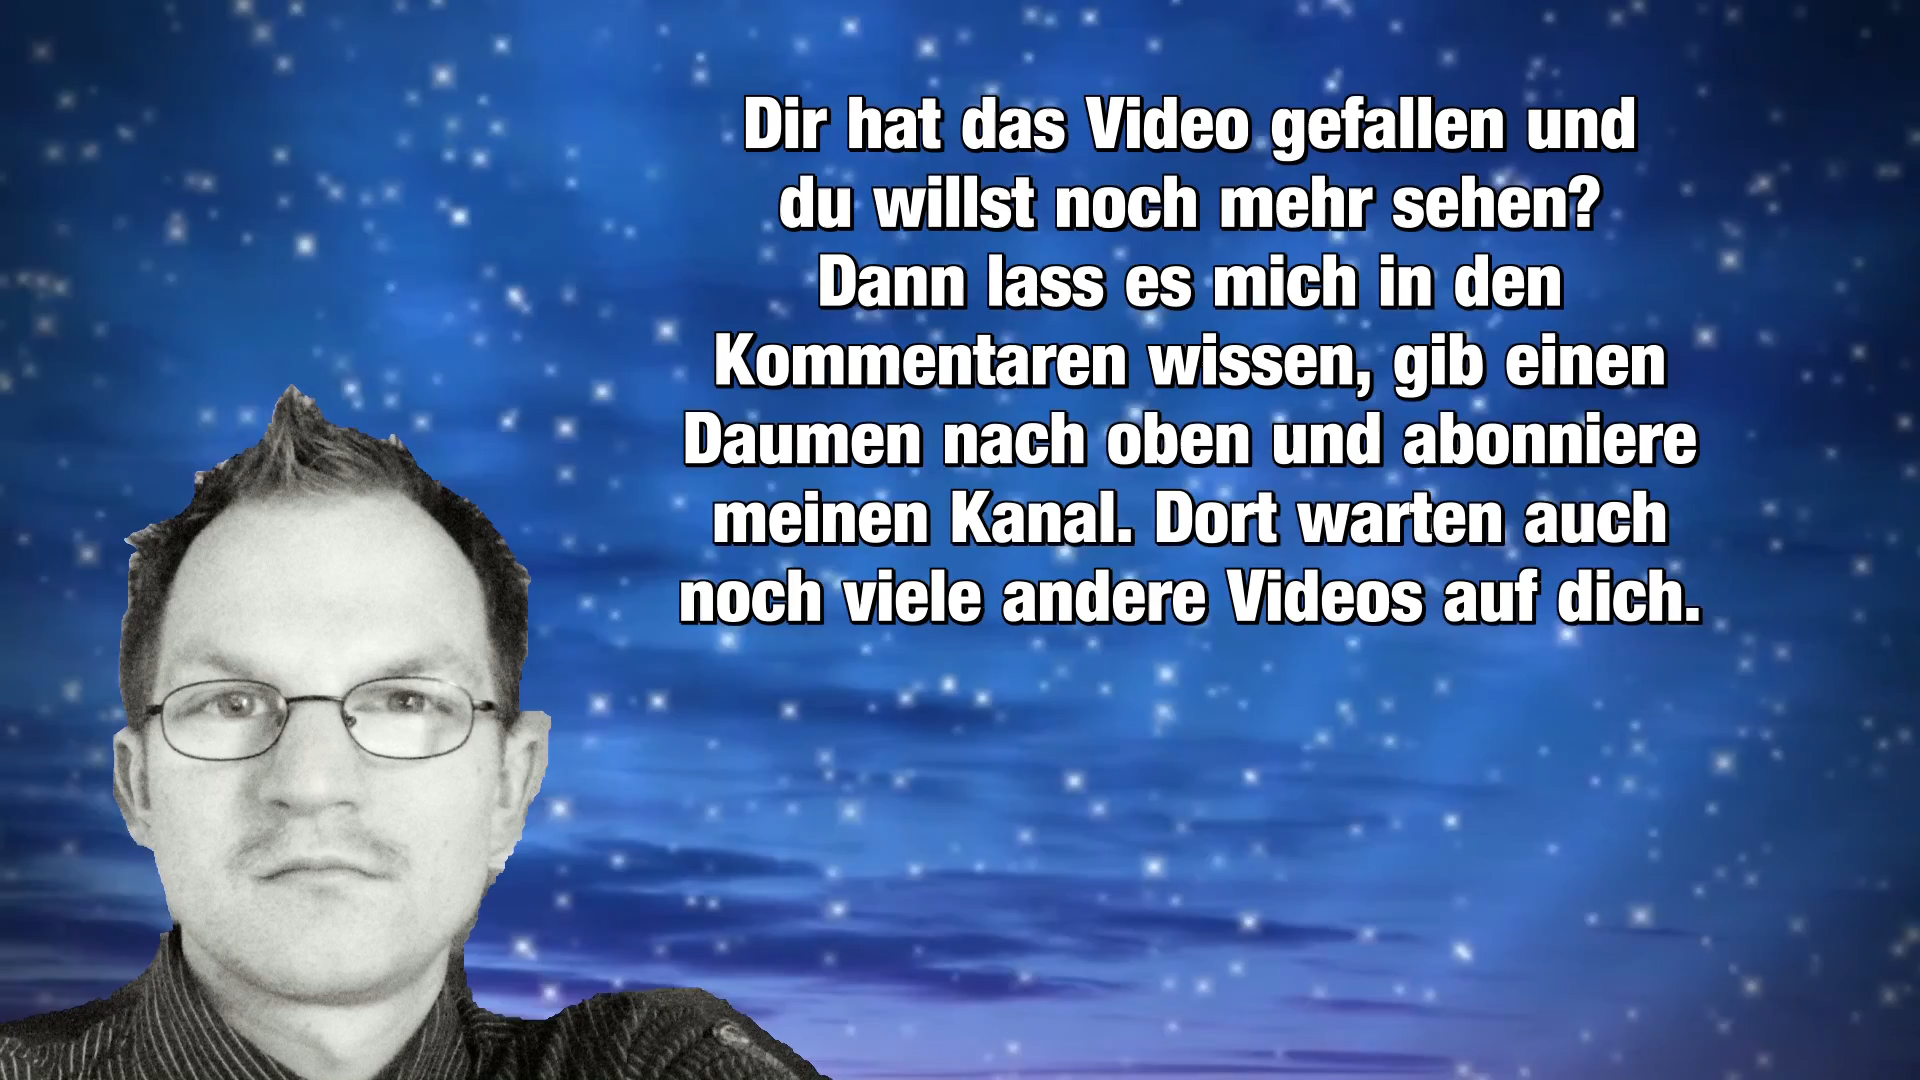 Dir hat das Video gefallen und
du willst noch mehr sehen?
Dann lass es mich in den
Kommentaren wissen, gib einen
Daumen nach oben und abonniere
meinen Kanal. Dort warten auch
noch viele andere Videos auf dich.